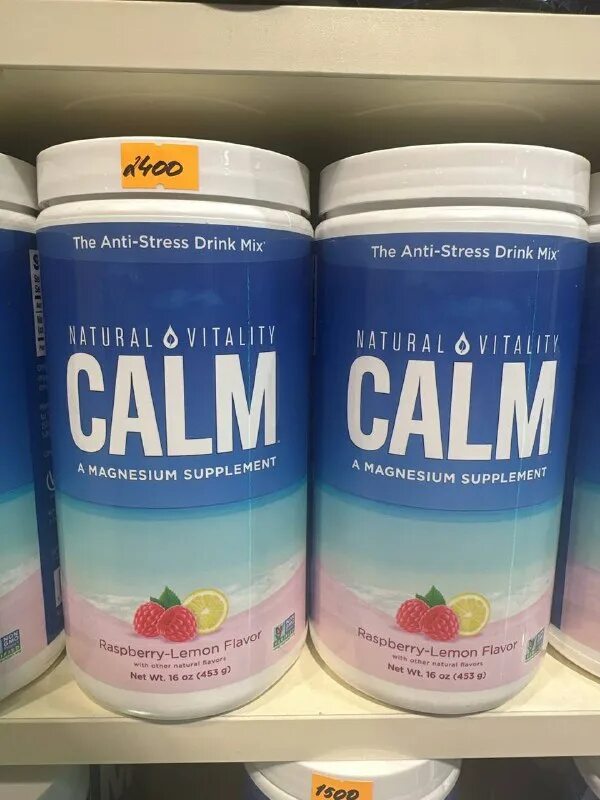 2400
The Anti-Stress Drink Mix
NATURAL VITALITY
CALM
A MAGNESIUM SUPPLEMENT
Raspberry-Lemon Flavor
with other natural flavors
Net Wt. 16 oz (453 g)
The Anti-Stress Drink Mix
NATURAL VITALITY
CALM
A MAGNESIUM SUPPLEMENT
Raspberry-Lemon Flavor
with other natural flavors
Net Wt. 16 oz (453 g)
1500